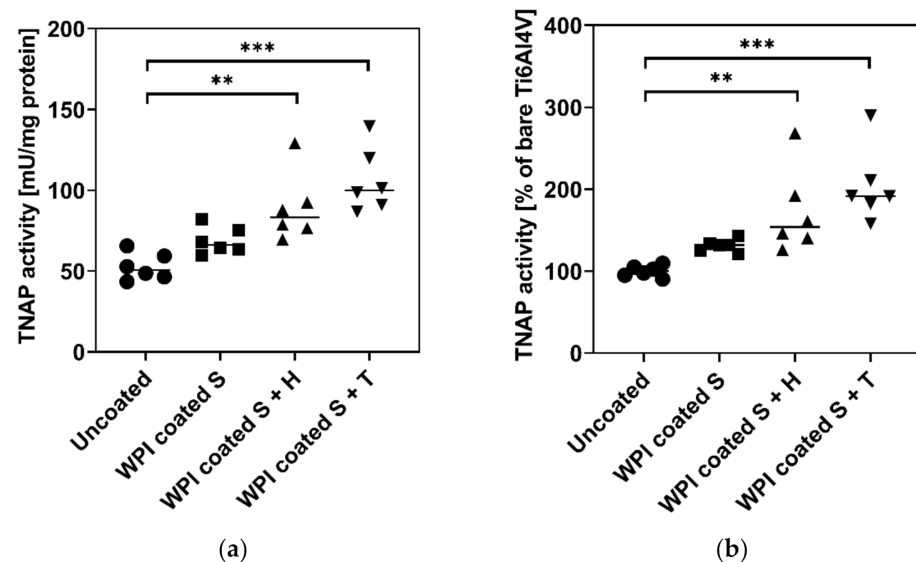 TNAP activity [mU/mg protein]
200
150
100
50
0
***
**
Uncoated
WPI coated S
WPI coated S + H
WPI coated S + T
(a)
TNAP activity [% of bare Ti6Al4V]
400
300
200
100
0
***
**
Uncoated
WPI coated S
WPI coated S + H
WPI coated S + T
(b)